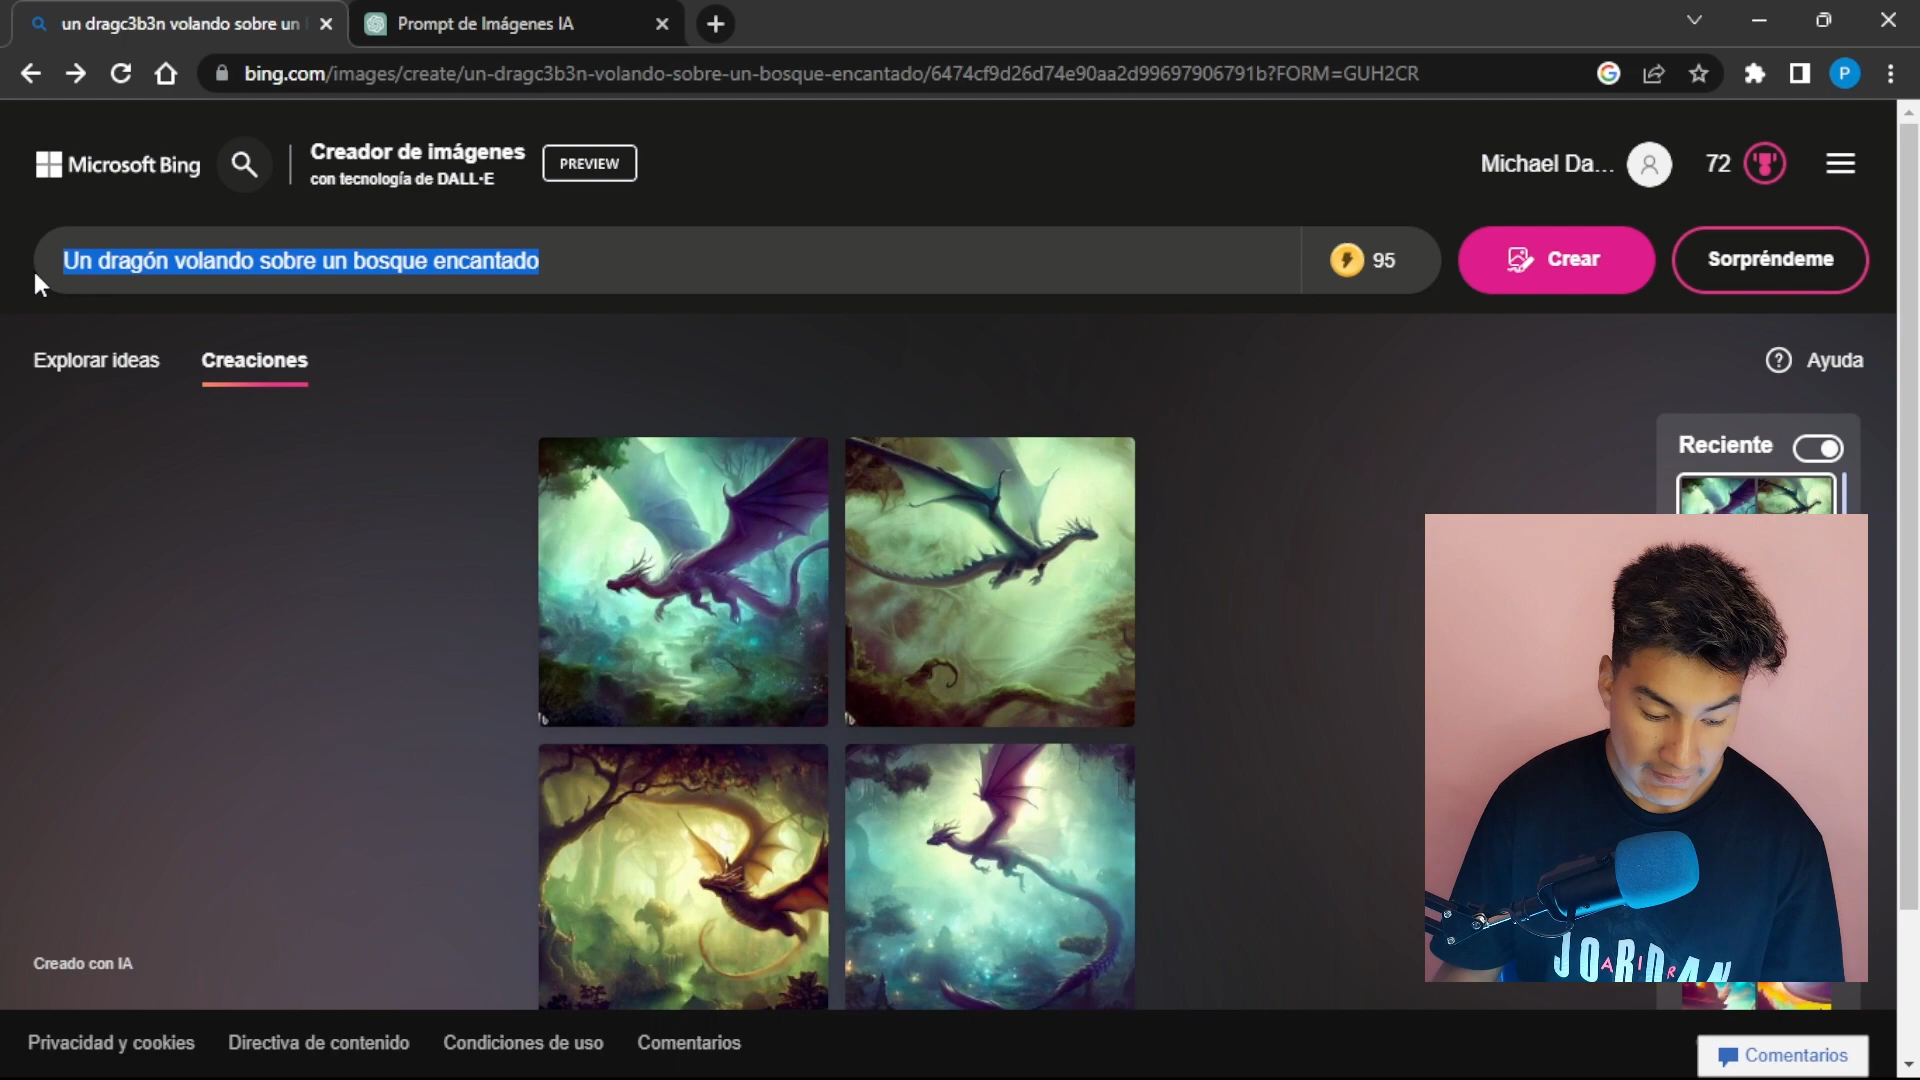 un dragc3b3n volando sobre un
Prompt de Imágenes IA
bing.com/images/create/un-dragc3b3n-volando-sobre-un-bosque-encantado/6474cf9d26d74e90aa2d99697906791b?FORM=GUH2CR
P
Microsoft Bing
Creador de imágenes
con tecnología de DALL·E
PREVIEW
Michael Da...
72
Un dragón volando sobre un bosque encantado
95
Crear
Sorpréndeme
Explorar ideas
Creaciones
Ayuda
Reciente
JORDAN
AIR
Creado con IA
Privacidad y cookies
Directiva de contenido
Condiciones de uso
Comentarios
Comentarios